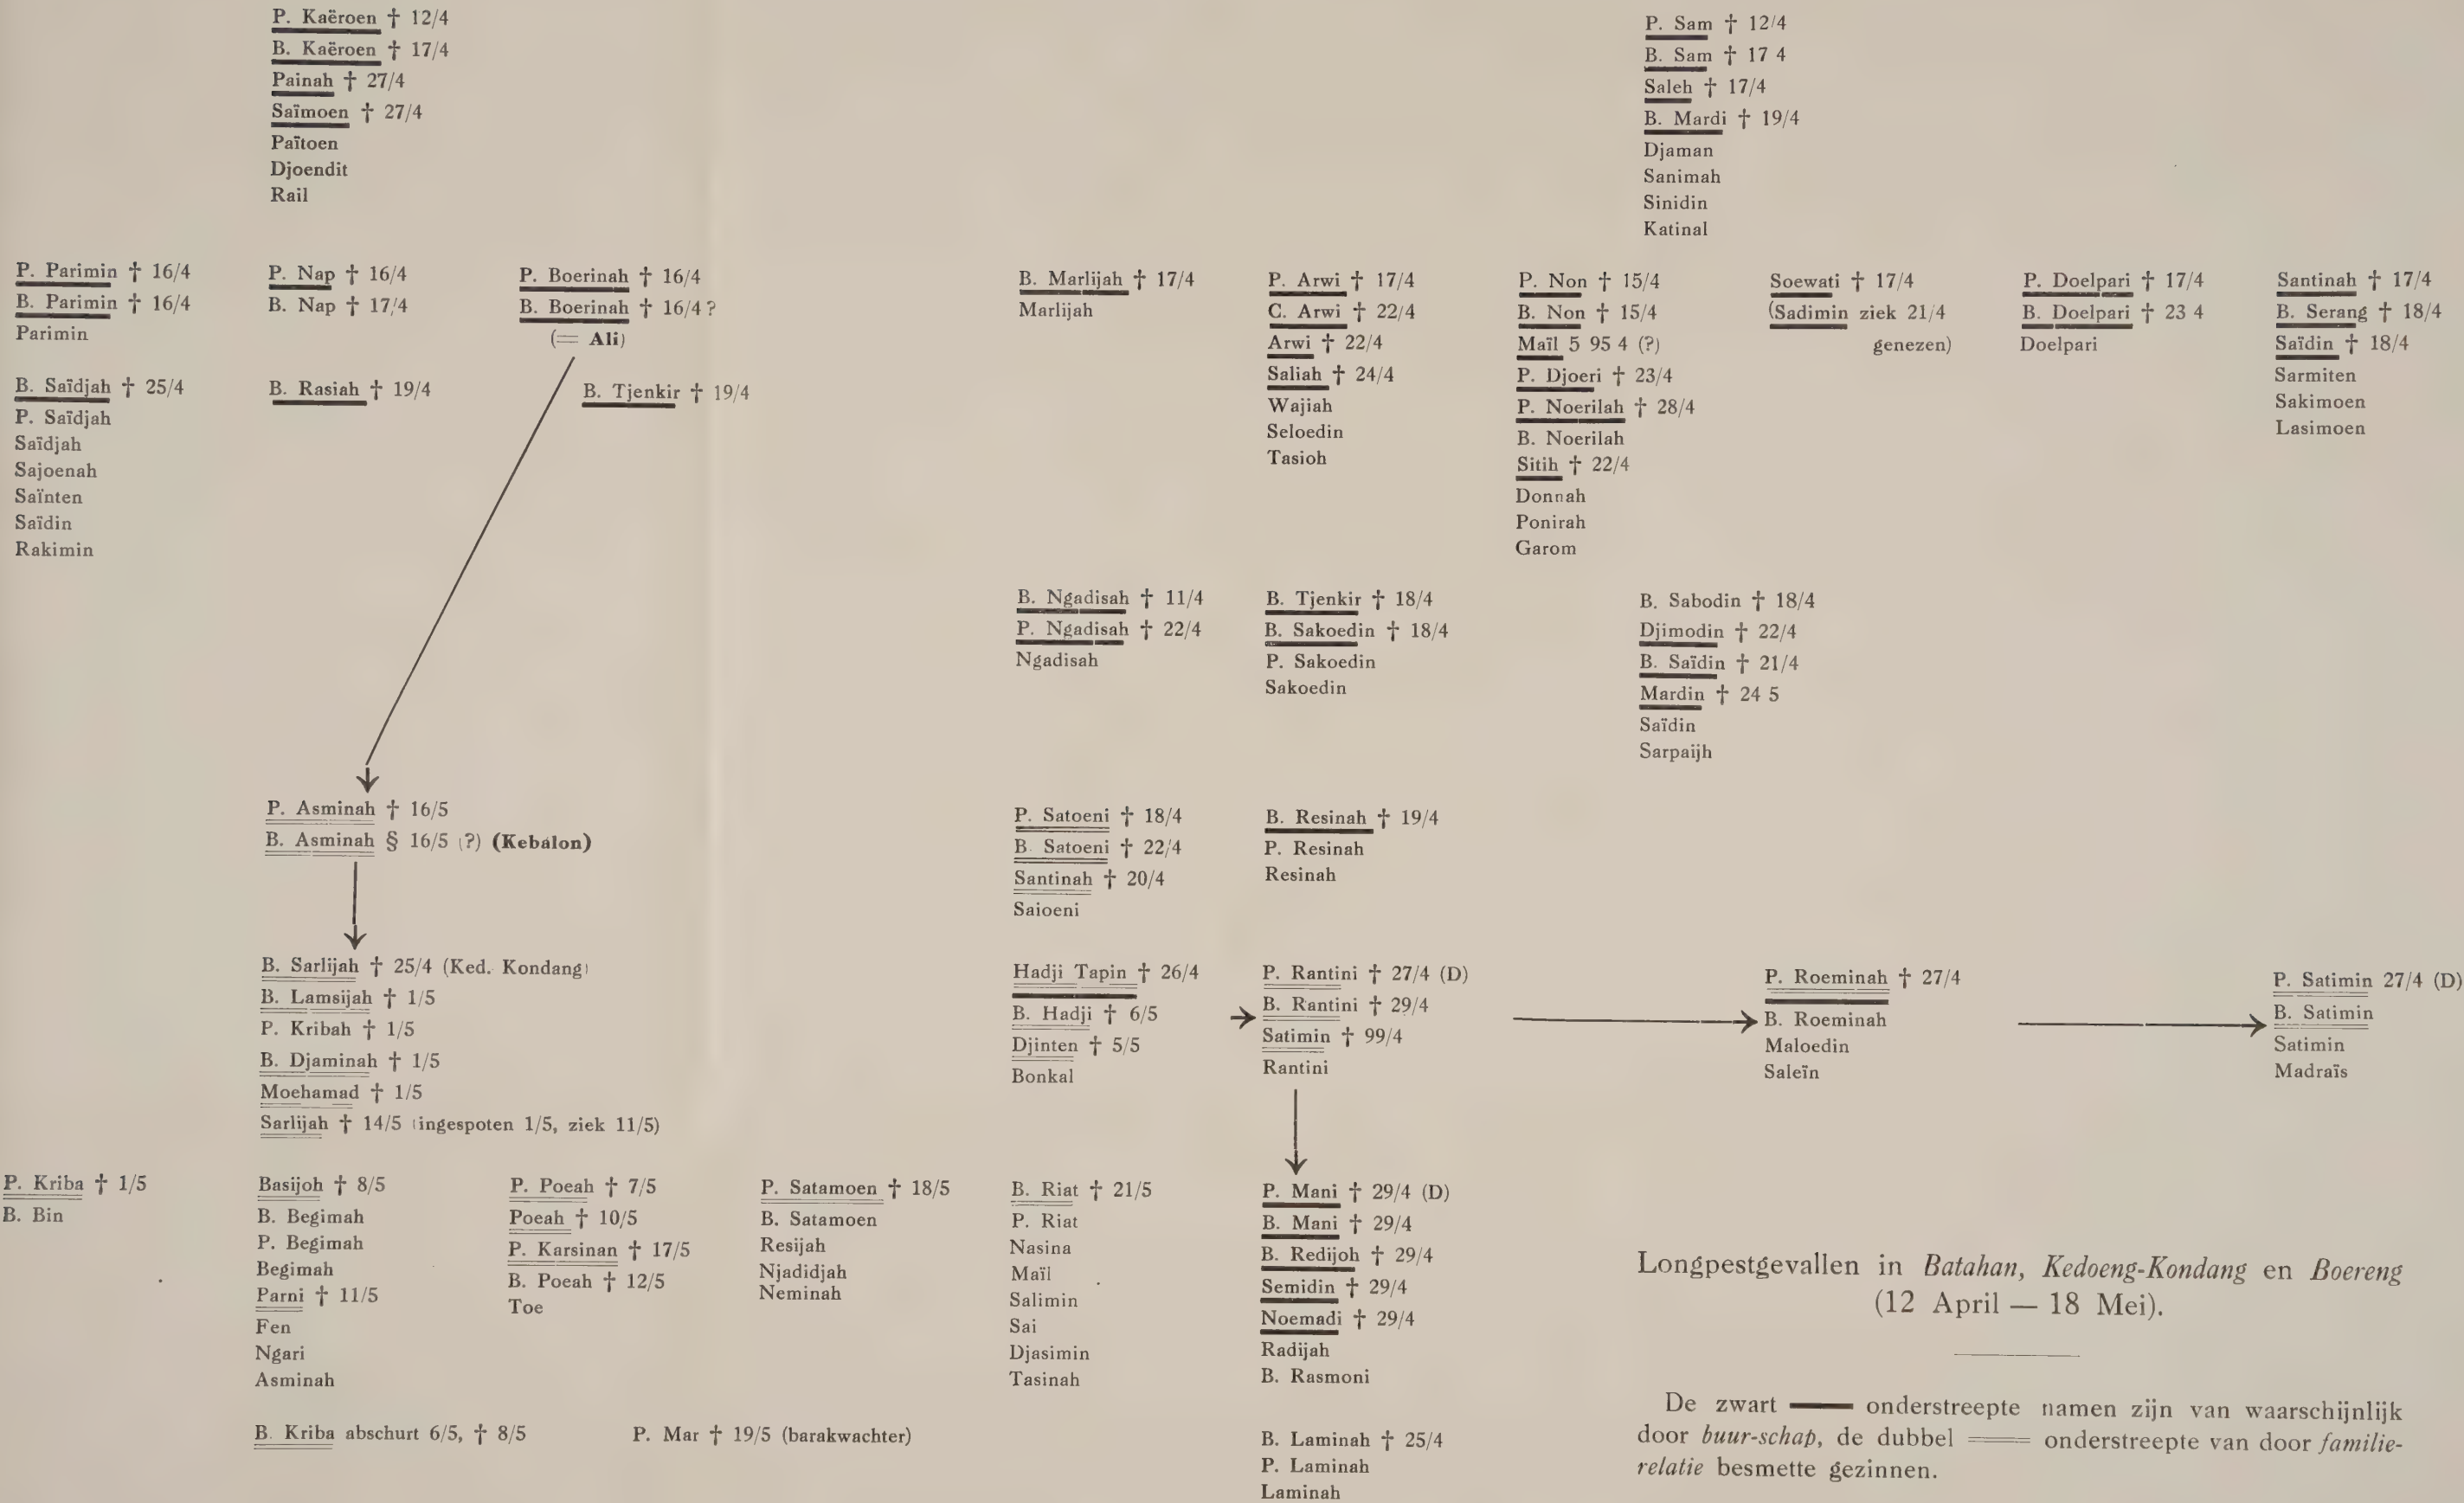 P. Kaëroen † 12/4
B. Kaëroen † 17/4
Painah † 27/4
Saïmoen † 27/4
Païtoen
Djoendit
Rail
P. Sam † 12/4
B. Sam † 17 4
Saleh † 17/4
B. Mardi † 19/4
Djaman
Sanimah
Sinidin
Katinal
P. Parimin † 16/4
B. Parimin † 16/4
Parimin
P. Nap † 16/4
B. Nap † 17/4
P. Boerinah † 16/4
B. Boerinah † 16/4 ?
(= Ali)
B. Marlijah † 17/4
Marlijah
P. Arwi † 17/4
C. Arwi † 22/4
Arwi † 22/4
Saliah † 24/4
Wajiah
Seloedin
Tasioh
P. Non † 15/4
B. Non † 15/4
Maïl 5 95 4 (?)
P. Djoeri † 23/4
P. Noerilah † 28/4
B. Noerilah
Sitih † 22/4
Donnah
Ponirah
Garom
Soewati † 17/4
(Sadimin ziek 21/4
genezen)
P. Doelpari † 17/4
B. Doelpari † 23 4
Doelpari
Santinah † 17/4
B. Serang † 18/4
Saïdin † 18/4
Sarmiten
Sakimoen
Lasimoen
B. Saïdjah † 25/4
P. Saïdjah
Saïdjah
Sajoenah
Saïnten
Saïdin
Rakimin
B. Rasiah † 19/4
B. Tjenkir † 19/4
B. Ngadisah † 11/4
P. Ngadisah † 22/4
Ngadisah
B. Tjenkir † 18/4
B. Sakoedin † 18/4
P. Sakoedin
Sakoedin
B. Sabodin † 18/4
Djimodin † 22/4
B. Saïdin † 21/4
Mardin † 24 5
Saïdin
Sarpaijh
P. Asminah † 16/5
B. Asminah § 16/5 (?) (Kebalon)
P. Satoeni † 18/4
B. Satoeni † 22/4
Santinah † 20/4
Saioeni
B. Resinah † 19/4
P. Resinah
Resinah
B. Sarlijah † 25/4 (Ked. Kondang)
B. Lamsijah † 1/5
P. Kribah † 1/5
B. Djaminah † 1/5
Moehamad † 1/5
Sarlijah † 14/5 (ingespoten 1/5, ziek 11/5)
Hadji Tapin † 26/4
B. Hadji † 6/5
Djinten † 5/5
Bonkal
P. Rantini † 27/4 (D)
B. Rantini † 29/4
Satimin † 99/4
Rantini
P. Roeminah † 27/4
B. Roeminah
Maloedin
Saleïn
P. Satimin 27/4 (D)
B. Satimin
Satimin
Madraïs
P. Kriba † 1/5
B. Bin
Basijoh † 8/5
B. Begimah
P. Begimah
Begimah
Parni † 11/5
Fen
Ngari
Asminah
P. Poeah † 7/5
Poeah † 10/5
P. Karsinan † 17/5
B. Poeah † 12/5
Toe
P. Satamoen † 18/5
B. Satamoen
Resijah
Njadidjah
Neminah
B. Riat † 21/5
P. Riat
Nasina
Maïl
Salimin
Sai
Djasimin
Tasinah
P. Mani † 29/4 (D)
B. Mani † 29/4
B. Redijoh † 29/4
Semidin † 29/4
Noemadi † 29/4
Radijah
B. Rasmoni
B. Kriba abschurt 6/5, † 8/5
P. Mar † 19/5 (barakwachter)
B. Laminah † 25/4
P. Laminah
Laminah
Longpestgevallen in Batahan, Kedoeng-Kondang en Boereng
(12 April — 18 Mei).
De zwart onderstreepte namen zijn van waarschijnlijk
door buur-schap, de dubbel onderstreepte van door familie-
relatie besmette gezinnen.